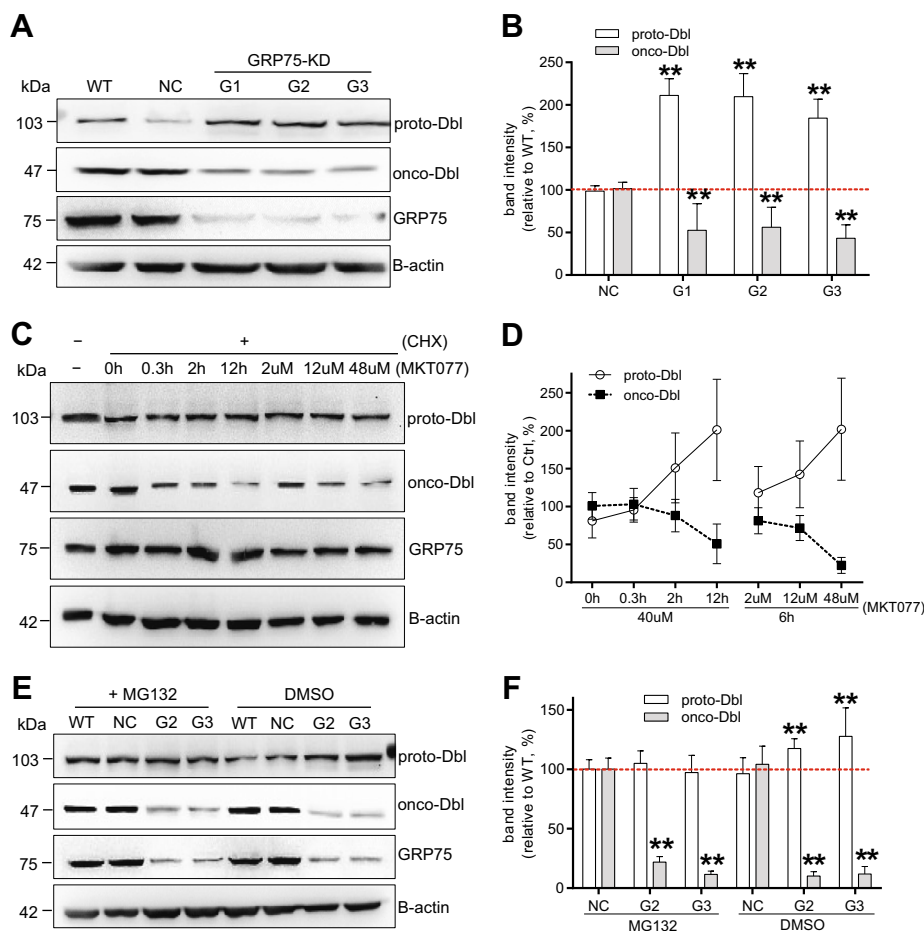 A
GRP75-KD
kDa WT NC G1 G2 G3
103 proto-Dbl
47 onco-Dbl
75 GRP75
42 B-actin
B
proto-Dbl
onco-Dbl
band intensity
(relative to WT, %)
250
200
150
100
50
0
** ** **
** ** **
NC G1 G2 G3
C
– + (CHX)
kDa – 0h 0.3h 2h 12h 2uM 12uM 48uM (MKT077)
103 proto-Dbl
47 onco-Dbl
75 GRP75
42 B-actin
D
proto-Dbl
onco-Dbl
band intensity
(relative to Ctrl, %)
250
200
150
100
50
0
0h 0.3h 2h 12h 2uM 12uM 48uM
40uM 6h (MKT077)
E
+ MG132 DMSO
kDa WT NC G2 G3 WT NC G2 G3
103 proto-Dbl
47 onco-Dbl
75 GRP75
42 B-actin
F
proto-Dbl
onco-Dbl
band intensity
(relative to WT, %)
150
100
50
0
** **
** ** ** **
NC G2 G3 NC G2 G3
MG132 DMSO